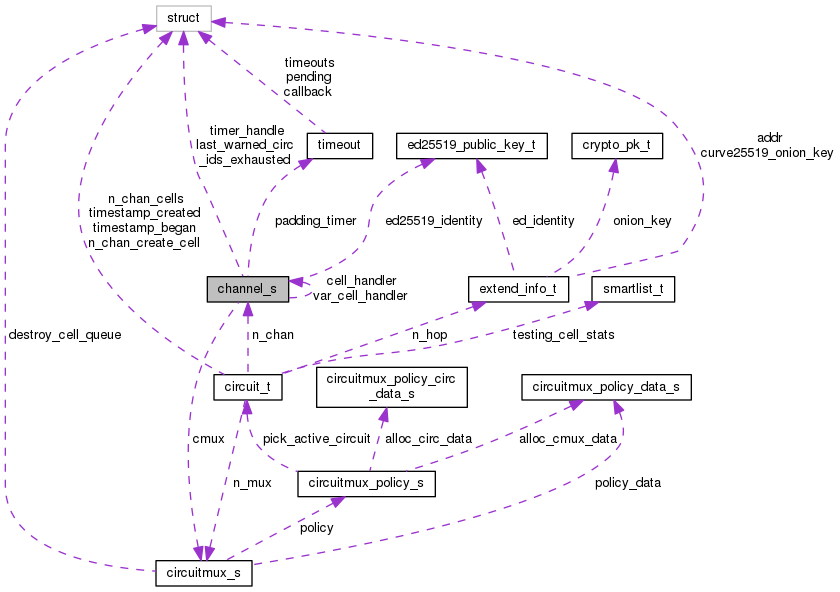 struct
timeouts
pending
callback
timer_handle
last_warned_circ
_ids_exhausted
timeout
ed25519_public_key_t
crypto_pk_t
addr
curve25519_onion_key
n_chan_cells
timestamp_created
timestamp_began
n_chan_create_cell
padding_timer
ed25519_identity
ed_identity
onion_key
channel_s
cell_handler
var_cell_handler
extend_info_t
smartlist_t
destroy_cell_queue
n_chan
n_hop
testing_cell_stats
circuit_t
circuitmux_policy_circ
_data_s
circuitmux_policy_data_s
cmux
pick_active_circuit
alloc_circ_data
alloc_cmux_data
n_mux
circuitmux_policy_s
policy_data
policy
circuitmux_s